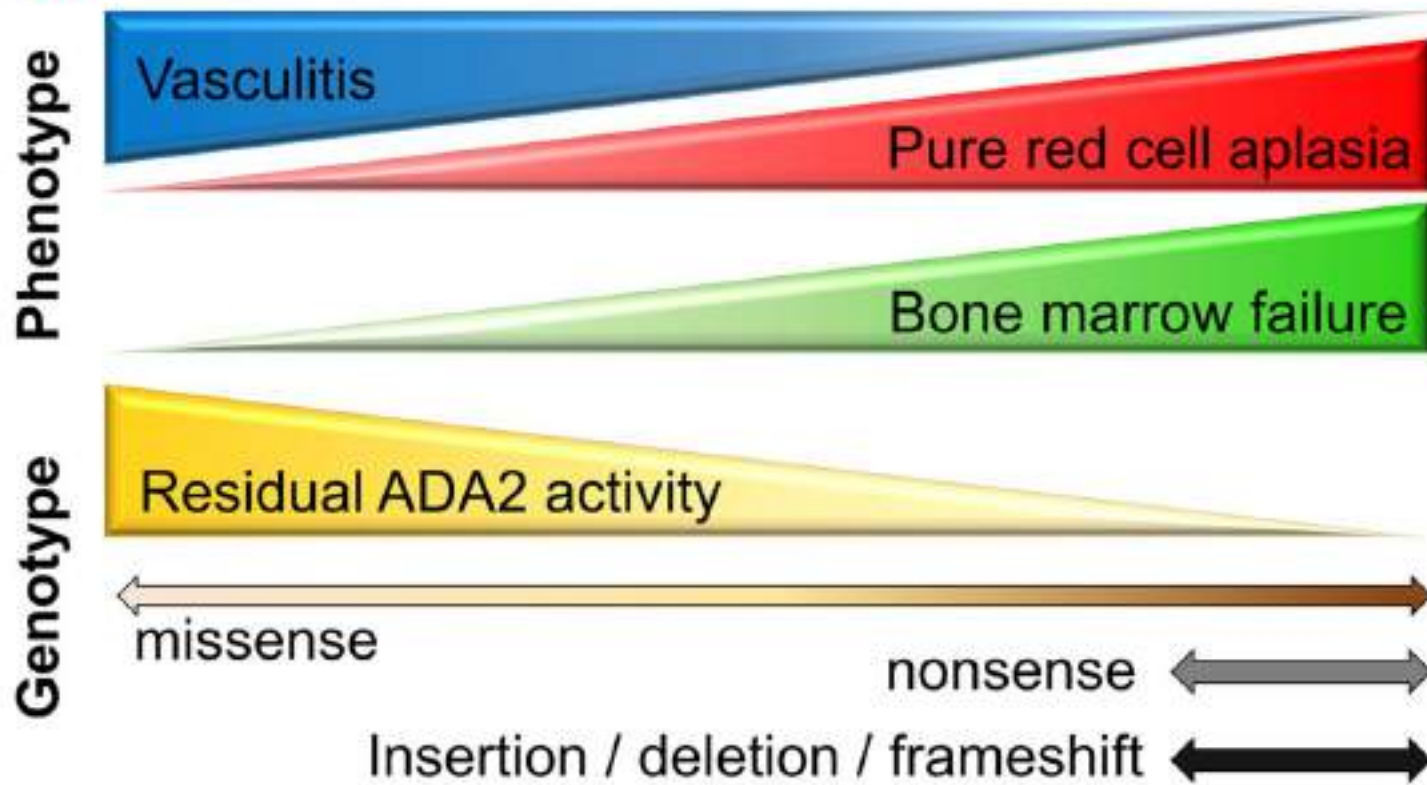 Phenotype
Vasculitis
Pure red cell aplasia
Bone marrow failure
Genotype
Residual ADA2 activity
missense
nonsense
Insertion / deletion / frameshift